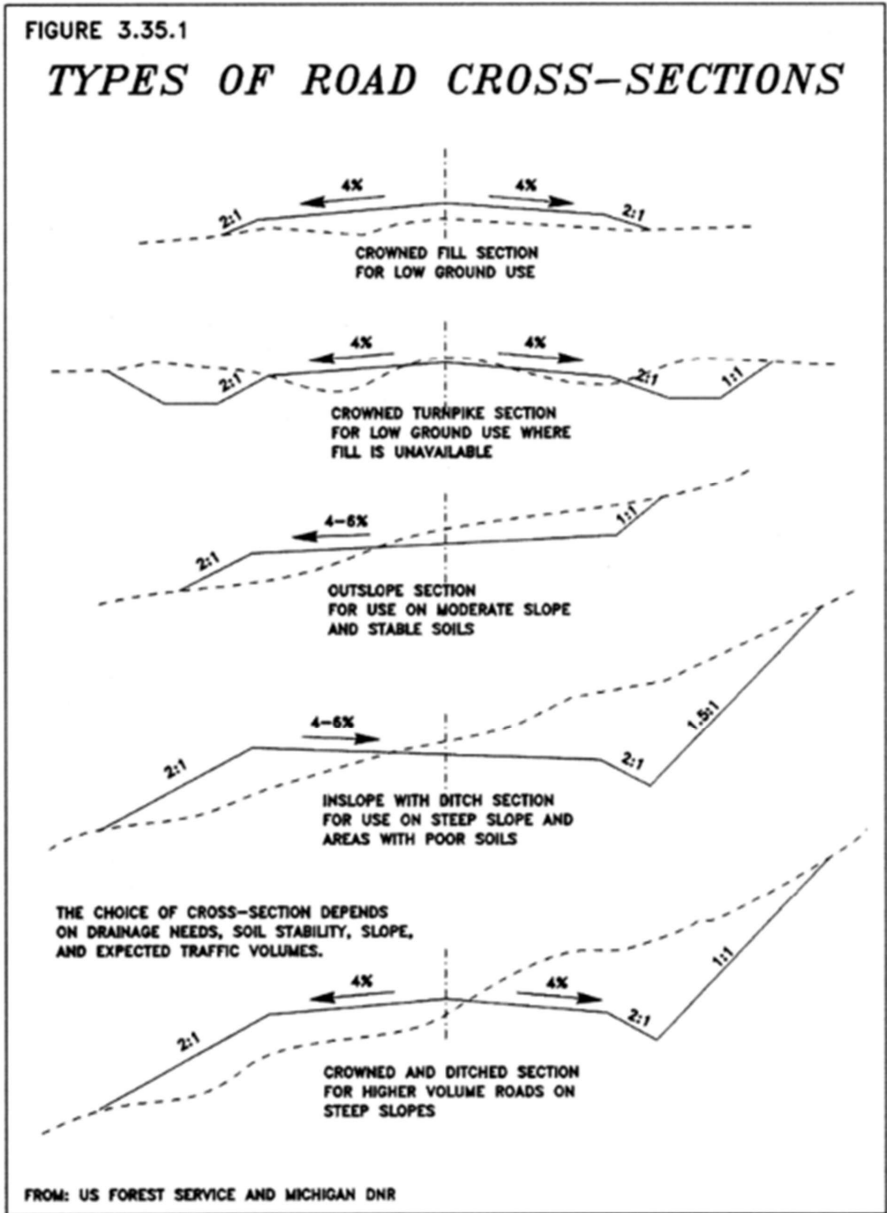 FIGURE 3.35.1
TYPES OF ROAD CROSS-SECTIONS
4% 4%
2:1 2:1
CROWNED FILL SECTION
FOR LOW GROUND USE
4% 4%
2:1 2:1 1:1
CROWNED TURNPIKE SECTION
FOR LOW GROUND USE WHERE
FILL IS UNAVAILABLE
4-6% 1:1
2:1
OUTSLOPE SECTION
FOR USE ON MODERATE SLOPE
AND STABLE SOILS
4-6% 1.5:1
2:1 2:1
INSLOPE WITH DITCH SECTION
FOR USE ON STEEP SLOPE AND
AREAS WITH POOR SOILS
THE CHOICE OF CROSS-SECTION DEPENDS
ON DRAINAGE NEEDS, SOIL STABILITY, SLOPE,
AND EXPECTED TRAFFIC VOLUMES.
4% 4% 1:1
2:1 2:1
CROWNED AND DITCHED SECTION
FOR HIGHER VOLUME ROADS ON
STEEP SLOPES
FROM: US FOREST SERVICE AND MICHIGAN DNR